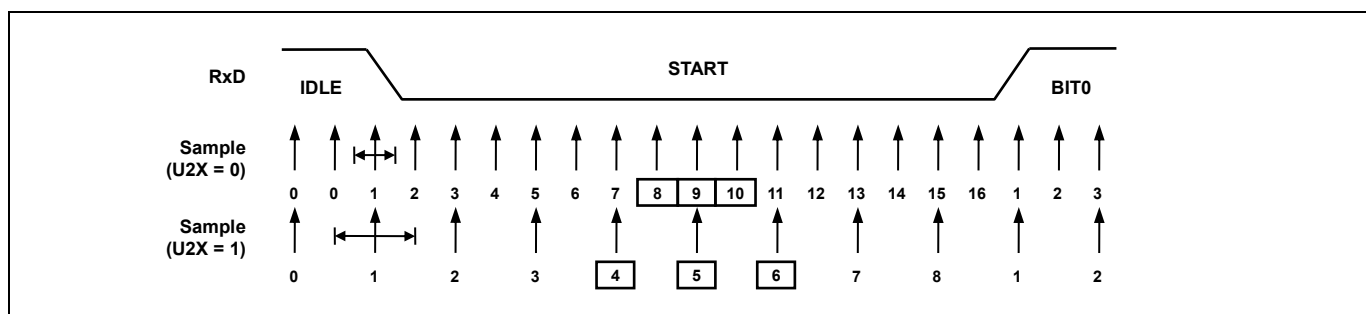 RxD
IDLE
START
BIT0
Sample
(U2X = 0)
0 0 1 2 3 4 5 6 7 8 9 10 11 12 13 14 15 16 1 2 3
Sample
(U2X = 1)
0 1 2 3 4 5 6 7 8 1 2